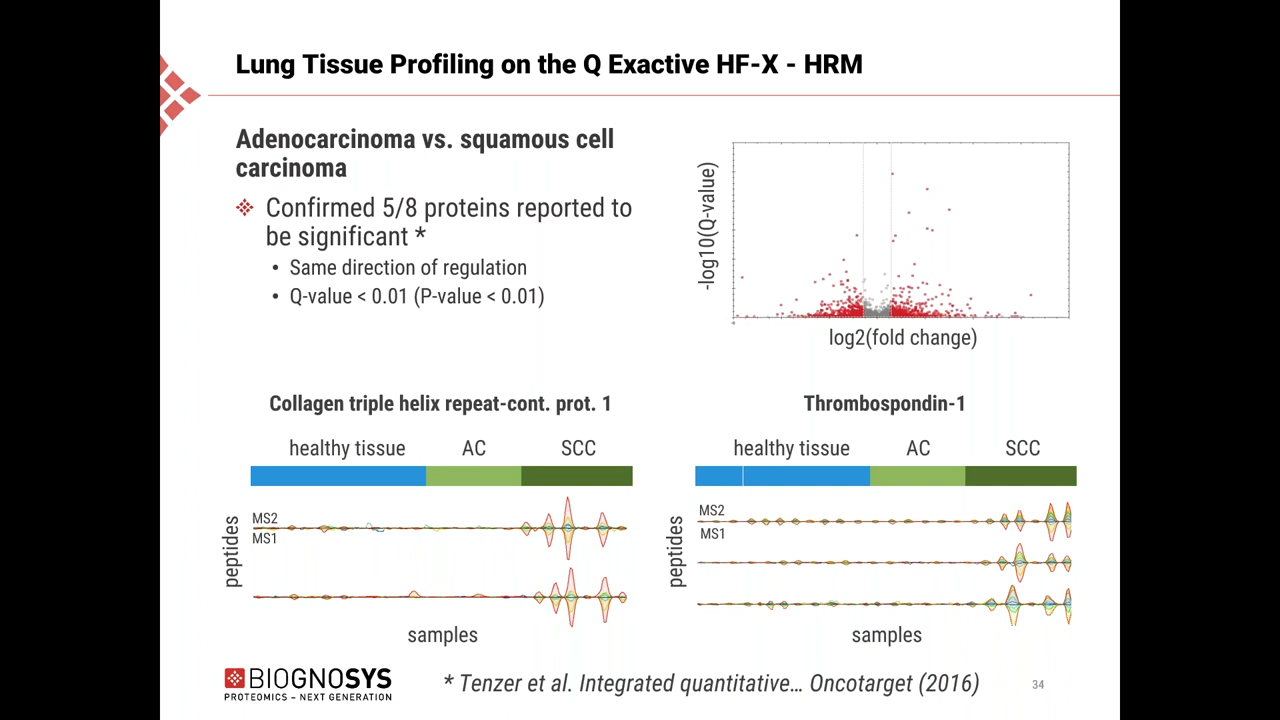 Lung Tissue Profiling on the Q Exactive HF-X - HRM
Adenocarcinoma vs. squamous cell
carcinoma
Confirmed 5/8 proteins reported to
be significant *
• Same direction of regulation
• Q-value < 0.01 (P-value < 0.01)
-log10(Q-value)
log2(fold change)
Collagen triple helix repeat-cont. prot. 1
healthy tissue AC SCC
MS2
MS1
peptides
samples
Thrombospondin-1
healthy tissue AC SCC
MS2
MS1
peptides
samples
BIOGNOSYS
PROTEOMICS – NEXT GENERATION
* Tenzer et al. Integrated quantitative… Oncotarget (2016)
34